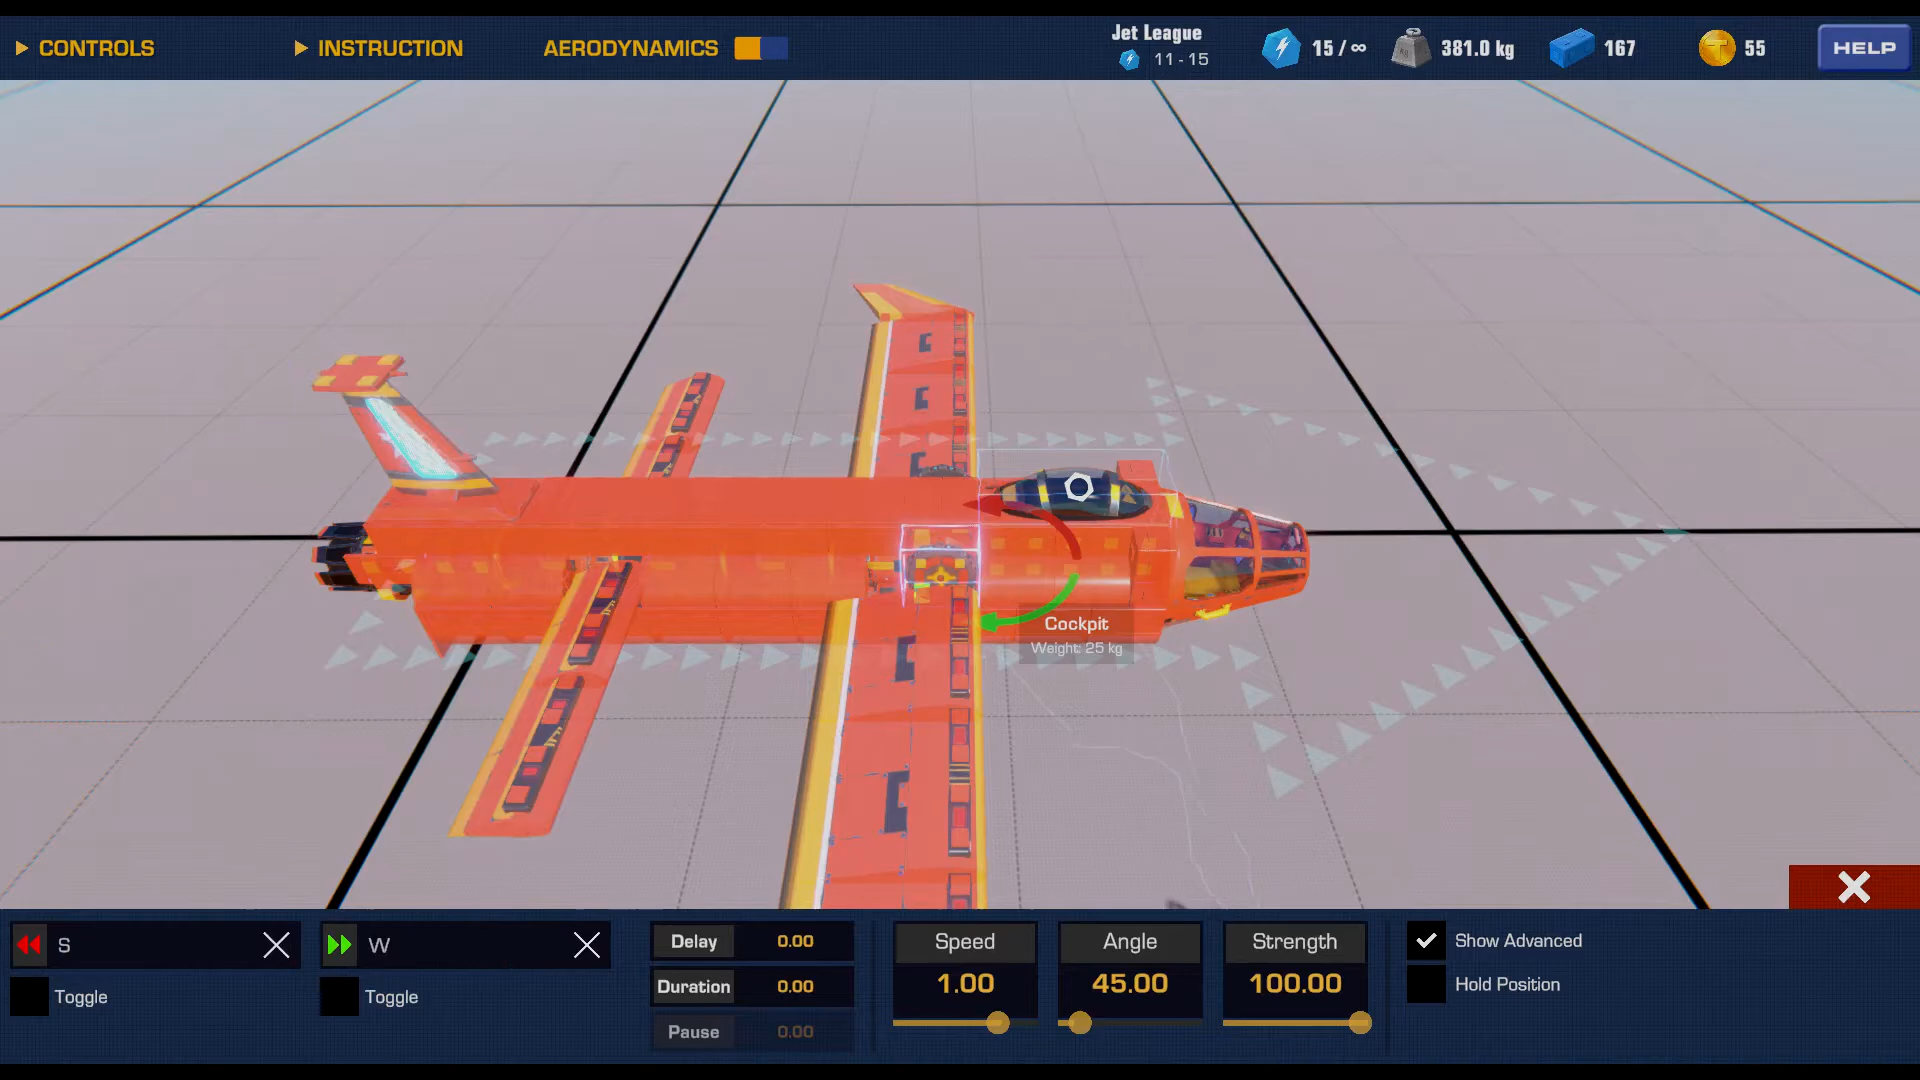 CONTROLS
INSTRUCTION
AERODYNAMICS
Jet League
11 - 15
15 / ∞
381.0 kg
167
55
HELP
Cockpit
Weight: 25 kg
S
W
Toggle
Toggle
Delay 0.00
Duration 0.00
Pause 0.00
Speed
1.00
Angle
45.00
Strength
100.00
Show Advanced
Hold Position